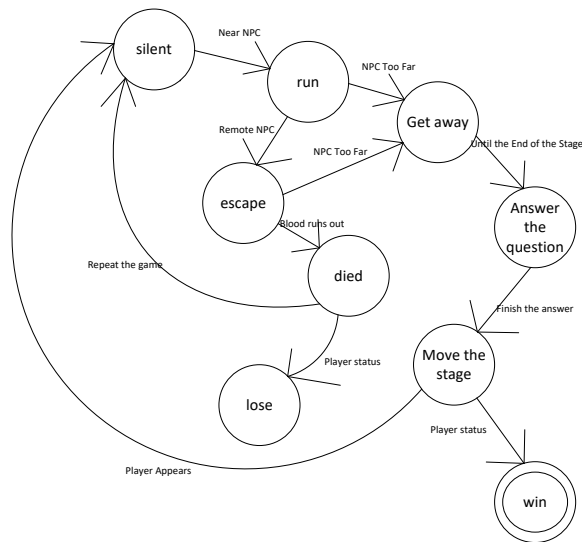 Near NPC
silent
NPC Too Far
run
Get away
Remote NPC
Until the End of the Stage
NPC Too Far
escape
Answer
the
question
Blood runs out
Repeat the game
died
Finish the answer
Player status
Move the
stage
lose
Player status
Player Appears
win